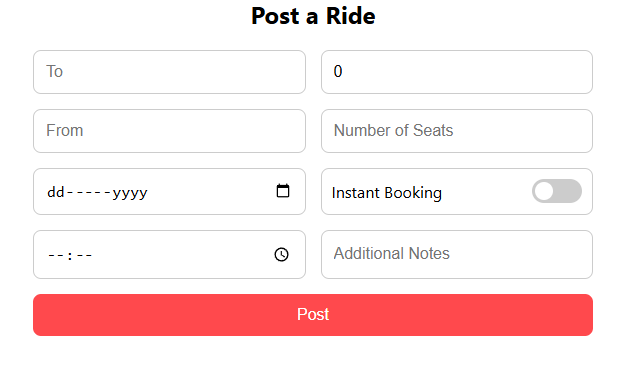 Post a Ride
To
0
From
Number of Seats
dd-----yyyy
Instant Booking
--:--
Additional Notes
Post